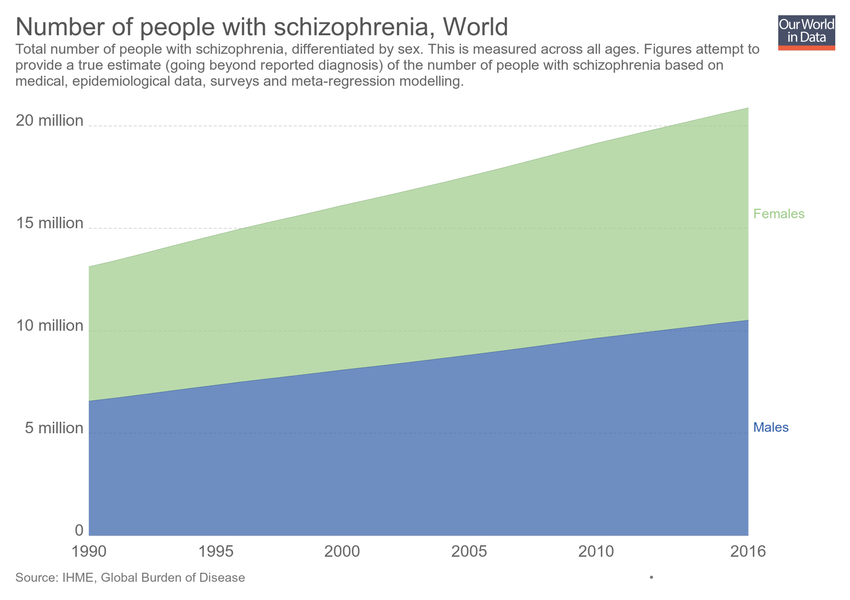 Number of people with schizophrenia, World
Our World
in Data
Total number of people with schizophrenia, differentiated by sex. This is measured across all ages. Figures attempt to
provide a true estimate (going beyond reported diagnosis) of the number of people with schizophrenia based on
medical, epidemiological data, surveys and meta-regression modelling.
20 million
15 million
10 million
5 million
0
Females
Males
1990 1995 2000 2005 2010 2016
Source: IHME, Global Burden of Disease